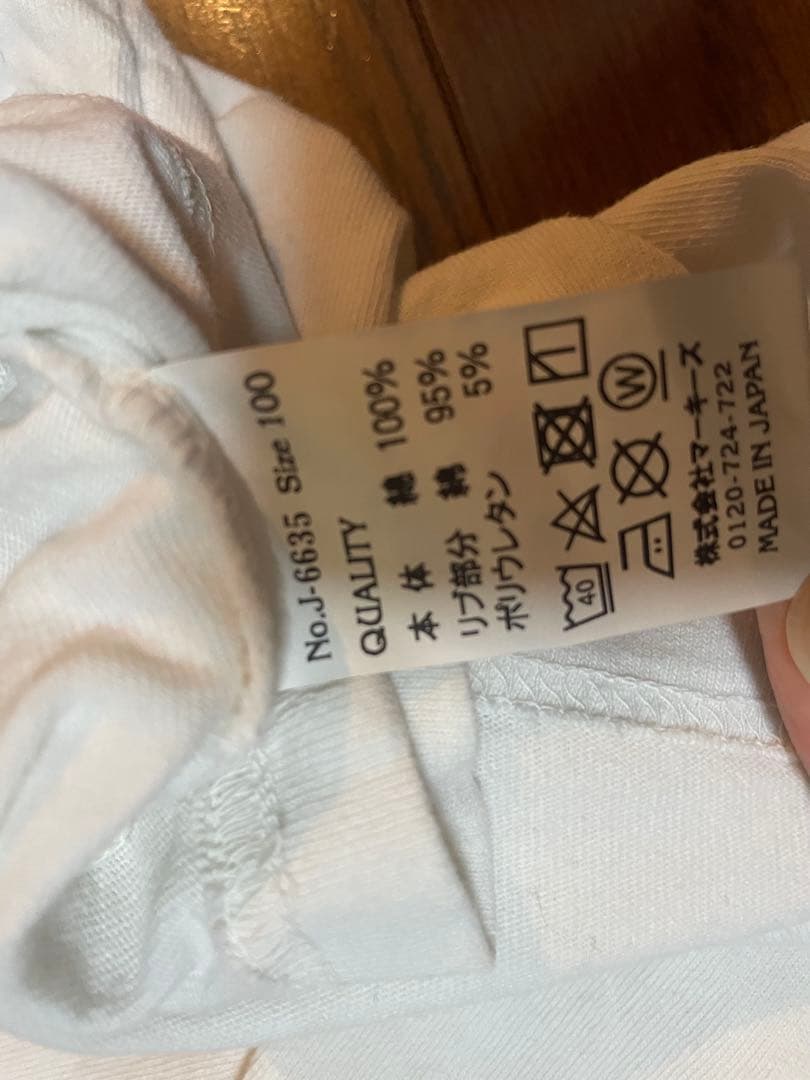 No.J-6635 Size 100
QUALITY
本体 綿 100%
リブ部分 綿 95%
ポリウレタン 5%
40
W
株式会社マーキーズ
0120-724-722
MADE IN JAPAN